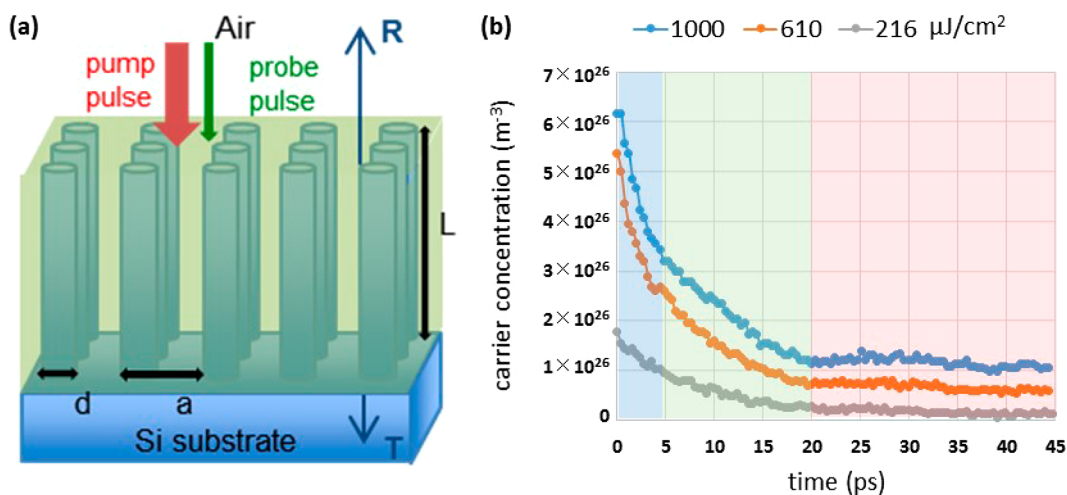 (a)
Air
R
pump
pulse
probe
pulse
L
d
a
Si substrate
T
(b)
1000 610 216 μJ/cm²
carrier concentration (m⁻³)
7×10²⁶
6×10²⁶
5×10²⁶
4×10²⁶
3×10²⁶
2×10²⁶
1×10²⁶
0
0 5 10 15 20 25 30 35 40 45
time (ps)